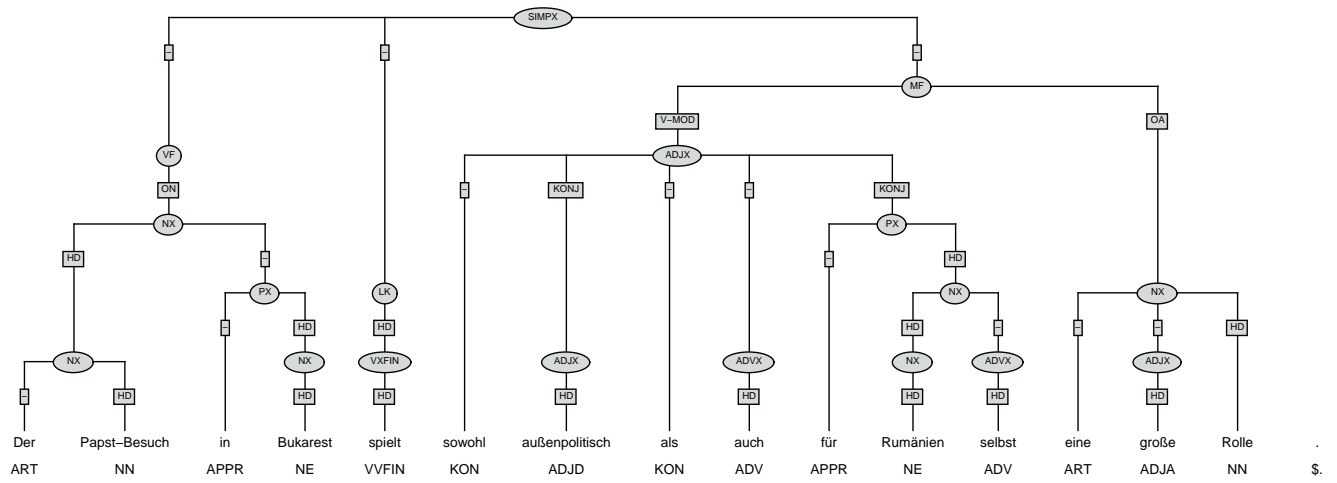 SIMPX
– – –
MF
V–MOD OA
VF ADJX
ON – KONJ – – KONJ
NX PX
HD – – HD
PX LK NX NX
– HD HD HD – – – HD
NX NX VXFIN ADJX ADVX NX ADVX ADJX
– HD HD HD HD HD HD HD HD
Der Papst–Besuch in Bukarest spielt sowohl außenpolitisch als auch für Rumänien selbst eine große Rolle .
ART NN APPR NE VVFIN KON ADJD KON ADV APPR NE ADV ART ADJA NN $.